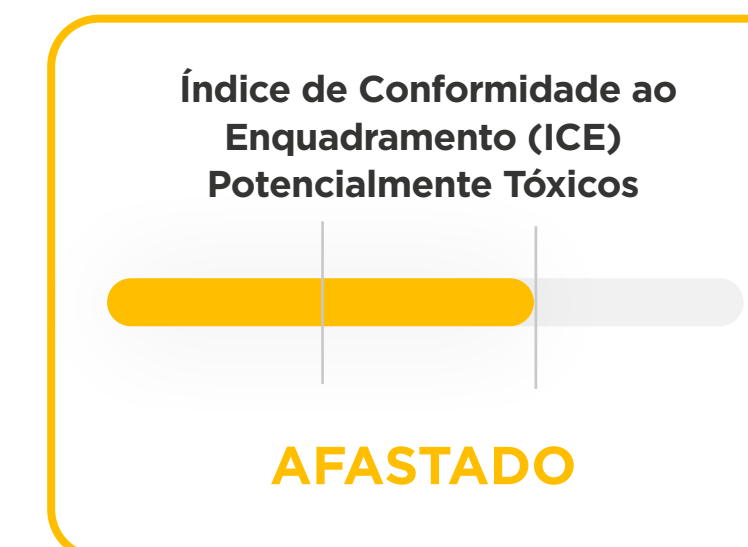 Índice de Conformidade ao
Enquadramento (ICE)
Potencialmente Tóxicos
AFASTADO